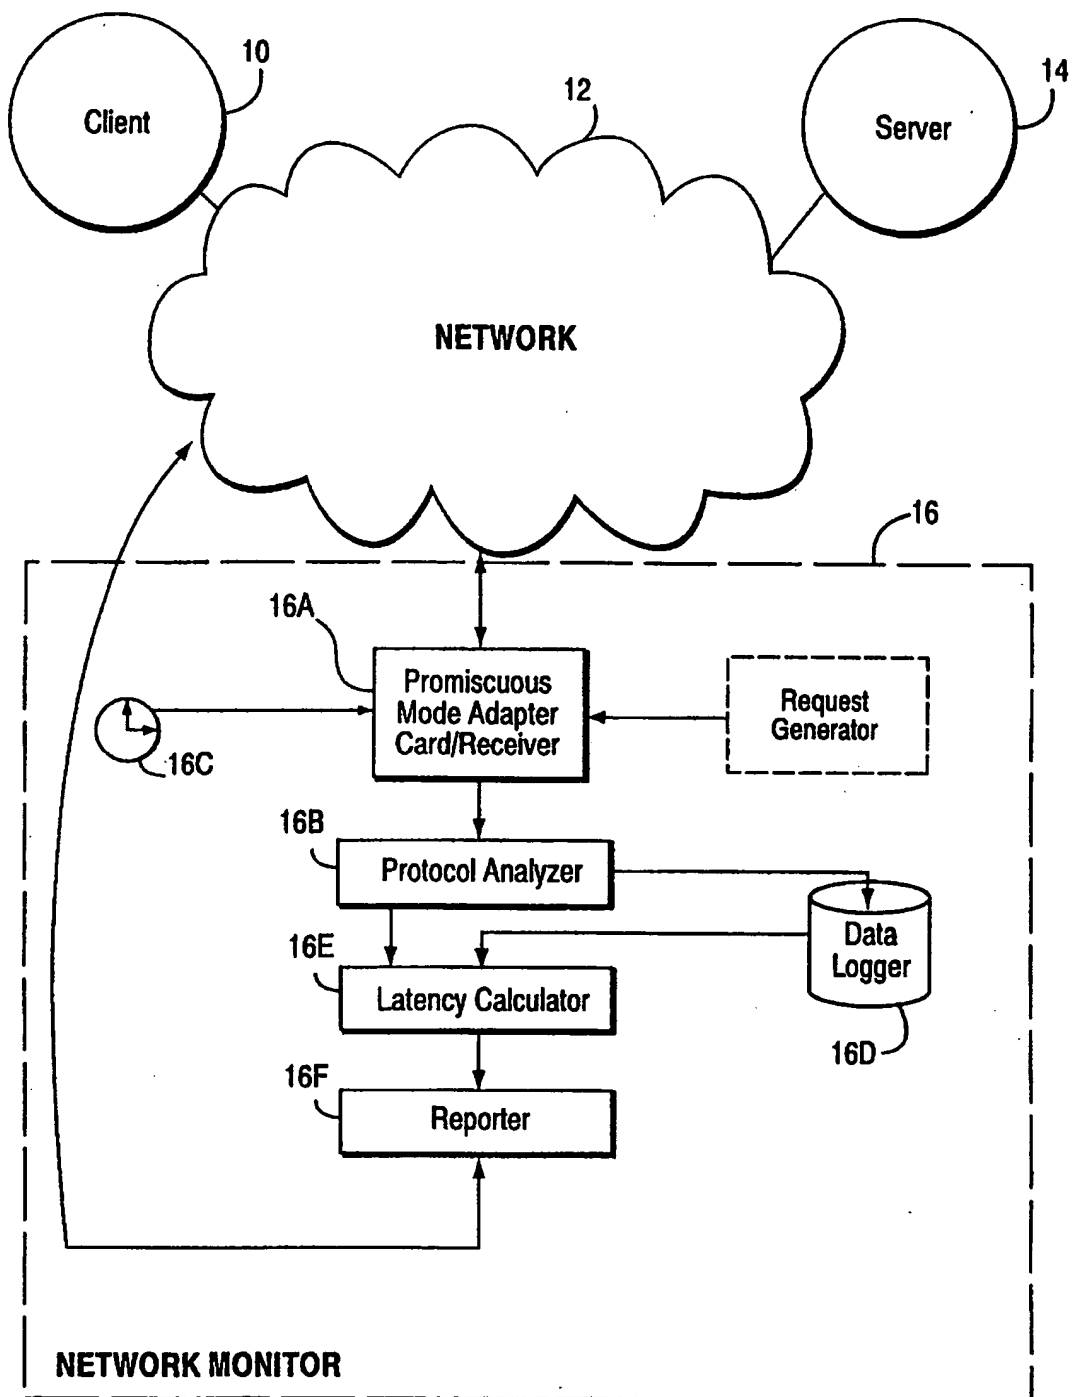 10
Client
12
14
Server
NETWORK
16
16A
Promiscuous
Mode Adapter
Card/Receiver
Request
Generator
16C
16B
Protocol Analyzer
16E
Data
Logger
Latency Calculator
16D
16F
Reporter
NETWORK MONITOR